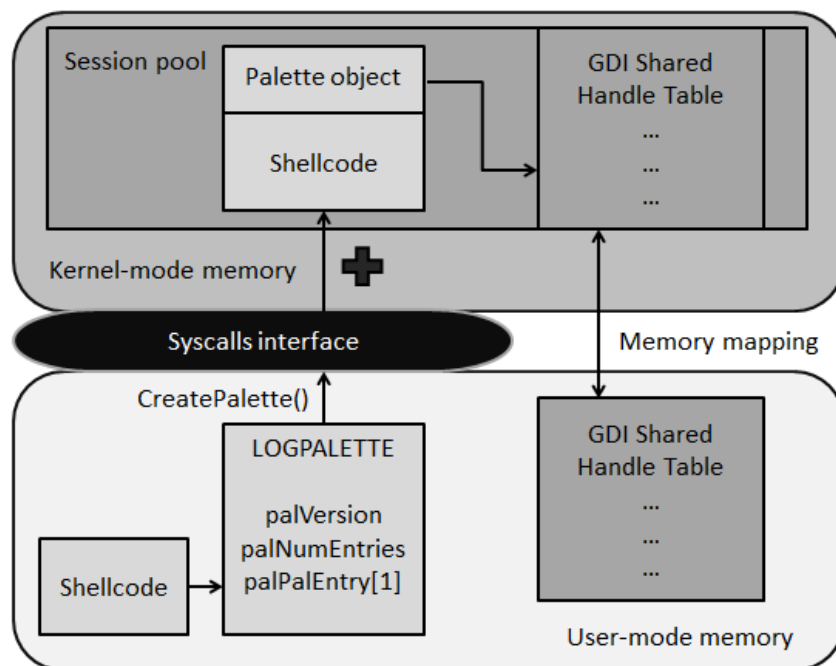 Session pool
Palette object
Shellcode
GDI Shared
Handle Table
...
...
...
Kernel-mode memory
Syscalls interface
Memory mapping
CreatePalette()
LOGPALETTE
palVersion
palNumEntries
palPalEntry[1]
Shellcode
GDI Shared
Handle Table
...
...
...
User-mode memory